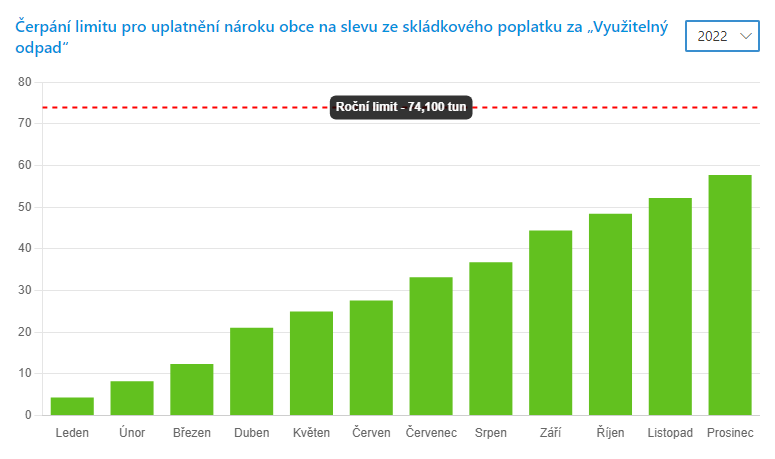 Čerpání limitu pro uplatnění nároku obce na slevu ze skládkového poplatku za „Využitelný
odpad“
2022
80
Roční limit - 74,100 tun
70
60
50
40
30
20
10
0
Leden Únor Březen Duben Květen Červen Červenec Srpen Září Říjen Listopad Prosinec